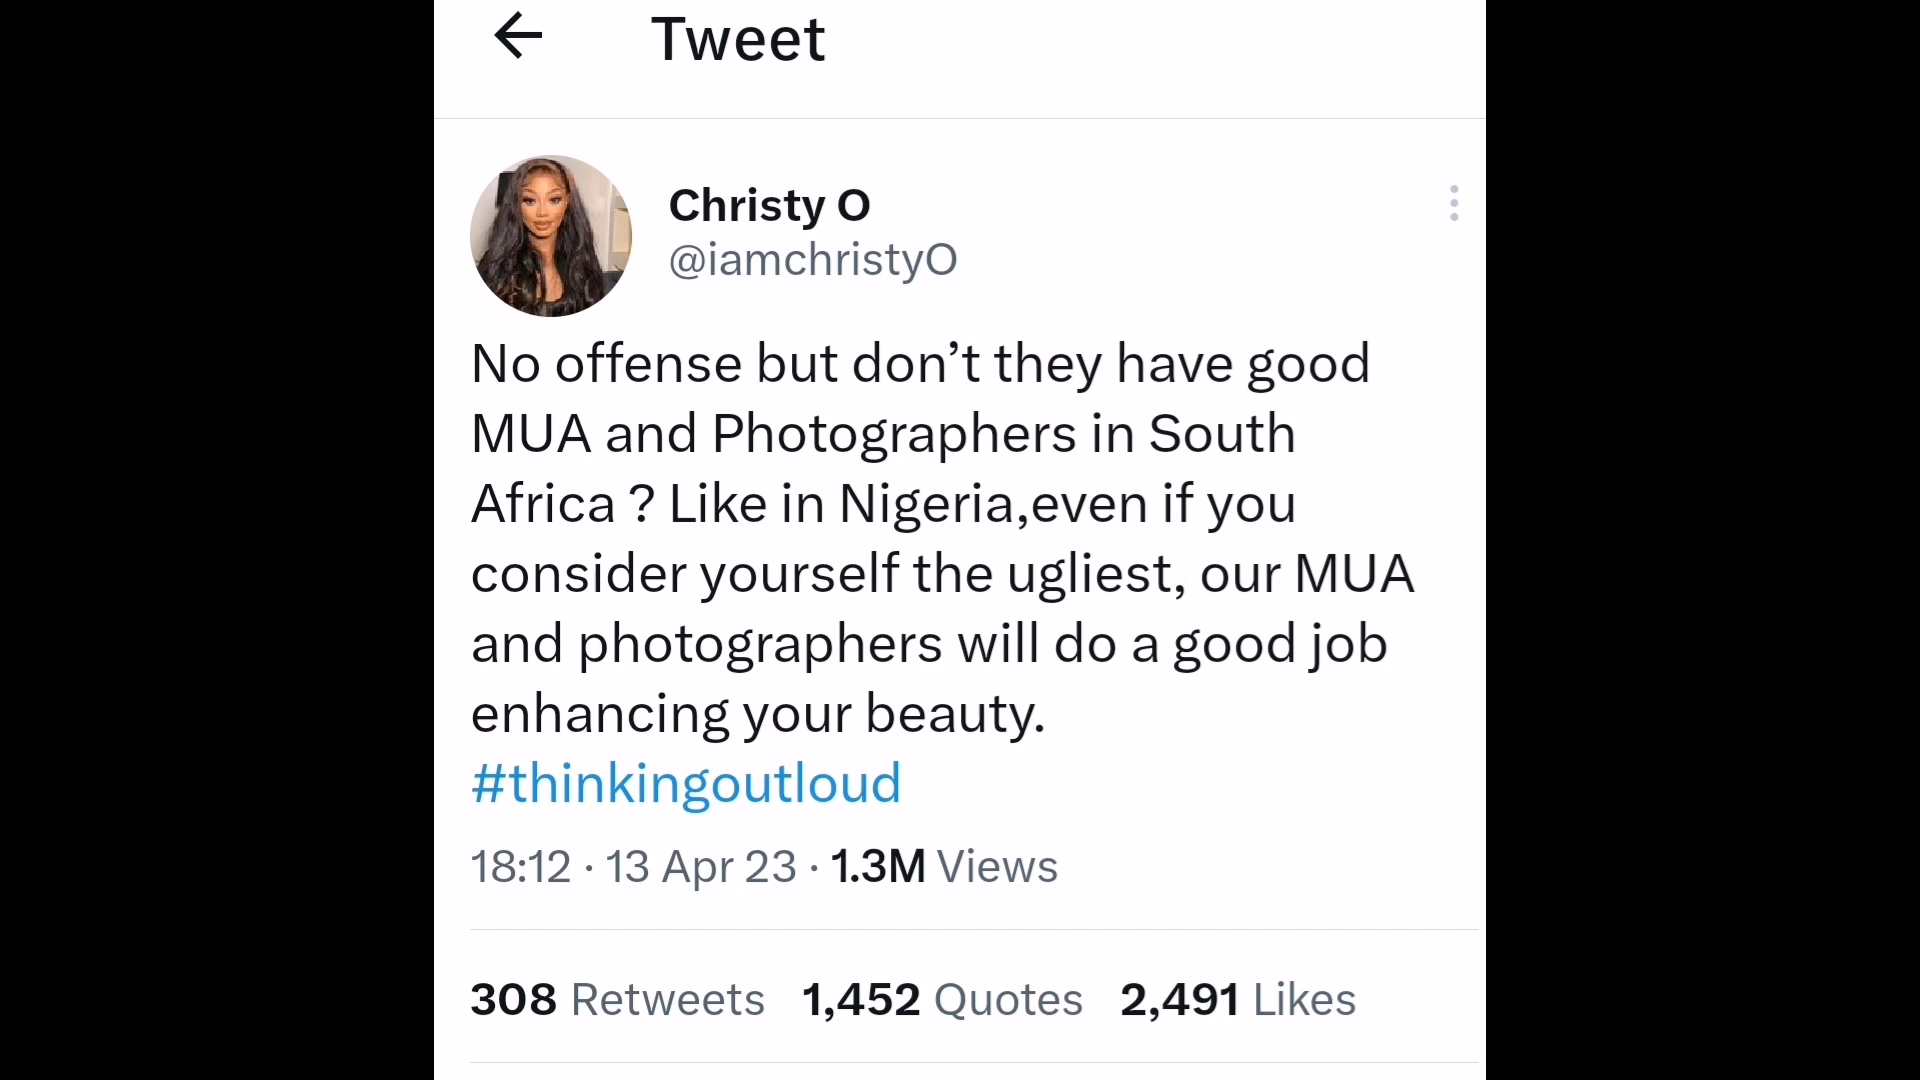 Tweet
Christy O
@iamchristyO
No offense but don’t they have good
MUA and Photographers in South
Africa ? Like in Nigeria,even if you
consider yourself the ugliest, our MUA
and photographers will do a good job
enhancing your beauty.
#thinkingoutloud
18:12 · 13 Apr 23 · 1.3M Views
308 Retweets 1,452 Quotes 2,491 Likes